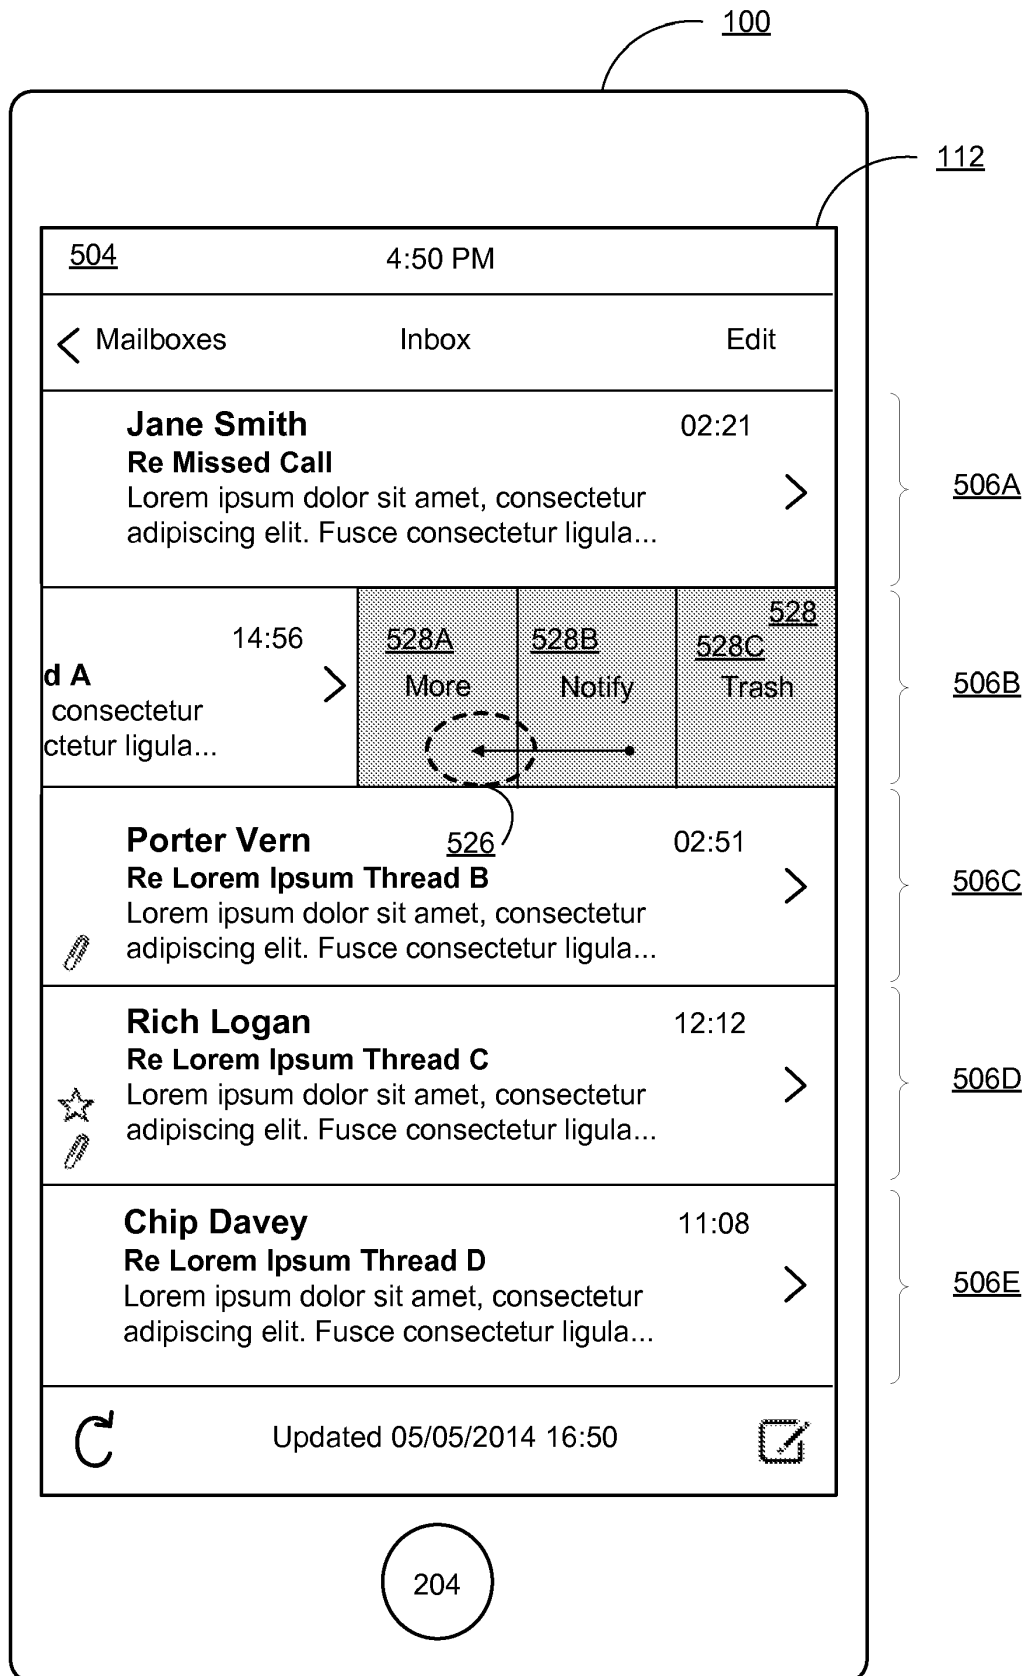 100
112
504 4:50 PM
Mailboxes Inbox Edit
Jane Smith 02:21
Re Missed Call
Lorem ipsum dolor sit amet, consectetur
adipiscing elit. Fusce consectetur ligula...
506A
528
14:56 528A 528B 528C
d A More Notify Trash
consectetur
ctetur ligula...
506B
Porter Vern 526 02:51
Re Lorem Ipsum Thread B
Lorem ipsum dolor sit amet, consectetur
adipiscing elit. Fusce consectetur ligula...
506C
Rich Logan 12:12
Re Lorem Ipsum Thread C
Lorem ipsum dolor sit amet, consectetur
adipiscing elit. Fusce consectetur ligula...
506D
Chip Davey 11:08
Re Lorem Ipsum Thread D
Lorem ipsum dolor sit amet, consectetur
adipiscing elit. Fusce consectetur ligula...
506E
Updated 05/05/2014 16:50
204